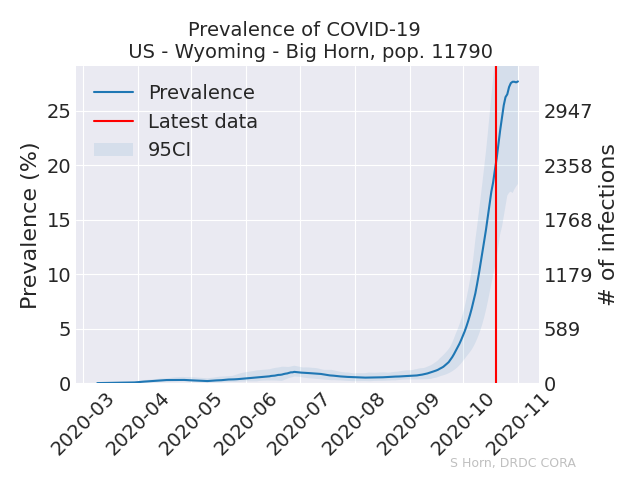 Prevalence of COVID-19
US - Wyoming - Big Horn, pop. 11790
Prevalence
Latest data
95CI
Prevalence (%)
25
20
15
10
5
0
2947
2358
1768
1179
589
0
# of infections
2020-03
2020-04
2020-05
2020-06
2020-07
2020-08
2020-09
2020-10
2020-11
S Horn, DRDC CORA